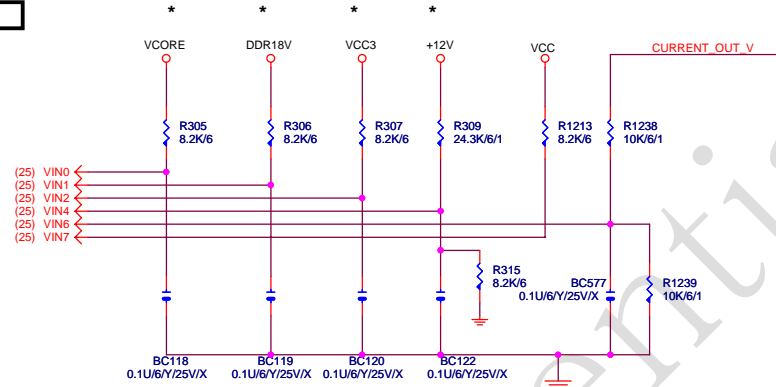 * * * *
VCORE DDR18V VCC3 +12V VCC CURRENT_OUT_V
R305 R306 R307 R309 R1213 R1238
8.2K/6 8.2K/6 8.2K/6 24.3K/6/1 8.2K/6 10K/6/1
(25) VIN0
(25) VIN1
(25) VIN2
(25) VIN4
(25) VIN6
(25) VIN7
R315
8.2K/6
BC577
0.1U/6/Y/25V/X
R1239
10K/6/1
BC118 BC119 BC120 BC122
0.1U/6/Y/25V/X 0.1U/6/Y/25V/X 0.1U/6/Y/25V/X 0.1U/6/Y/25V/X
enti